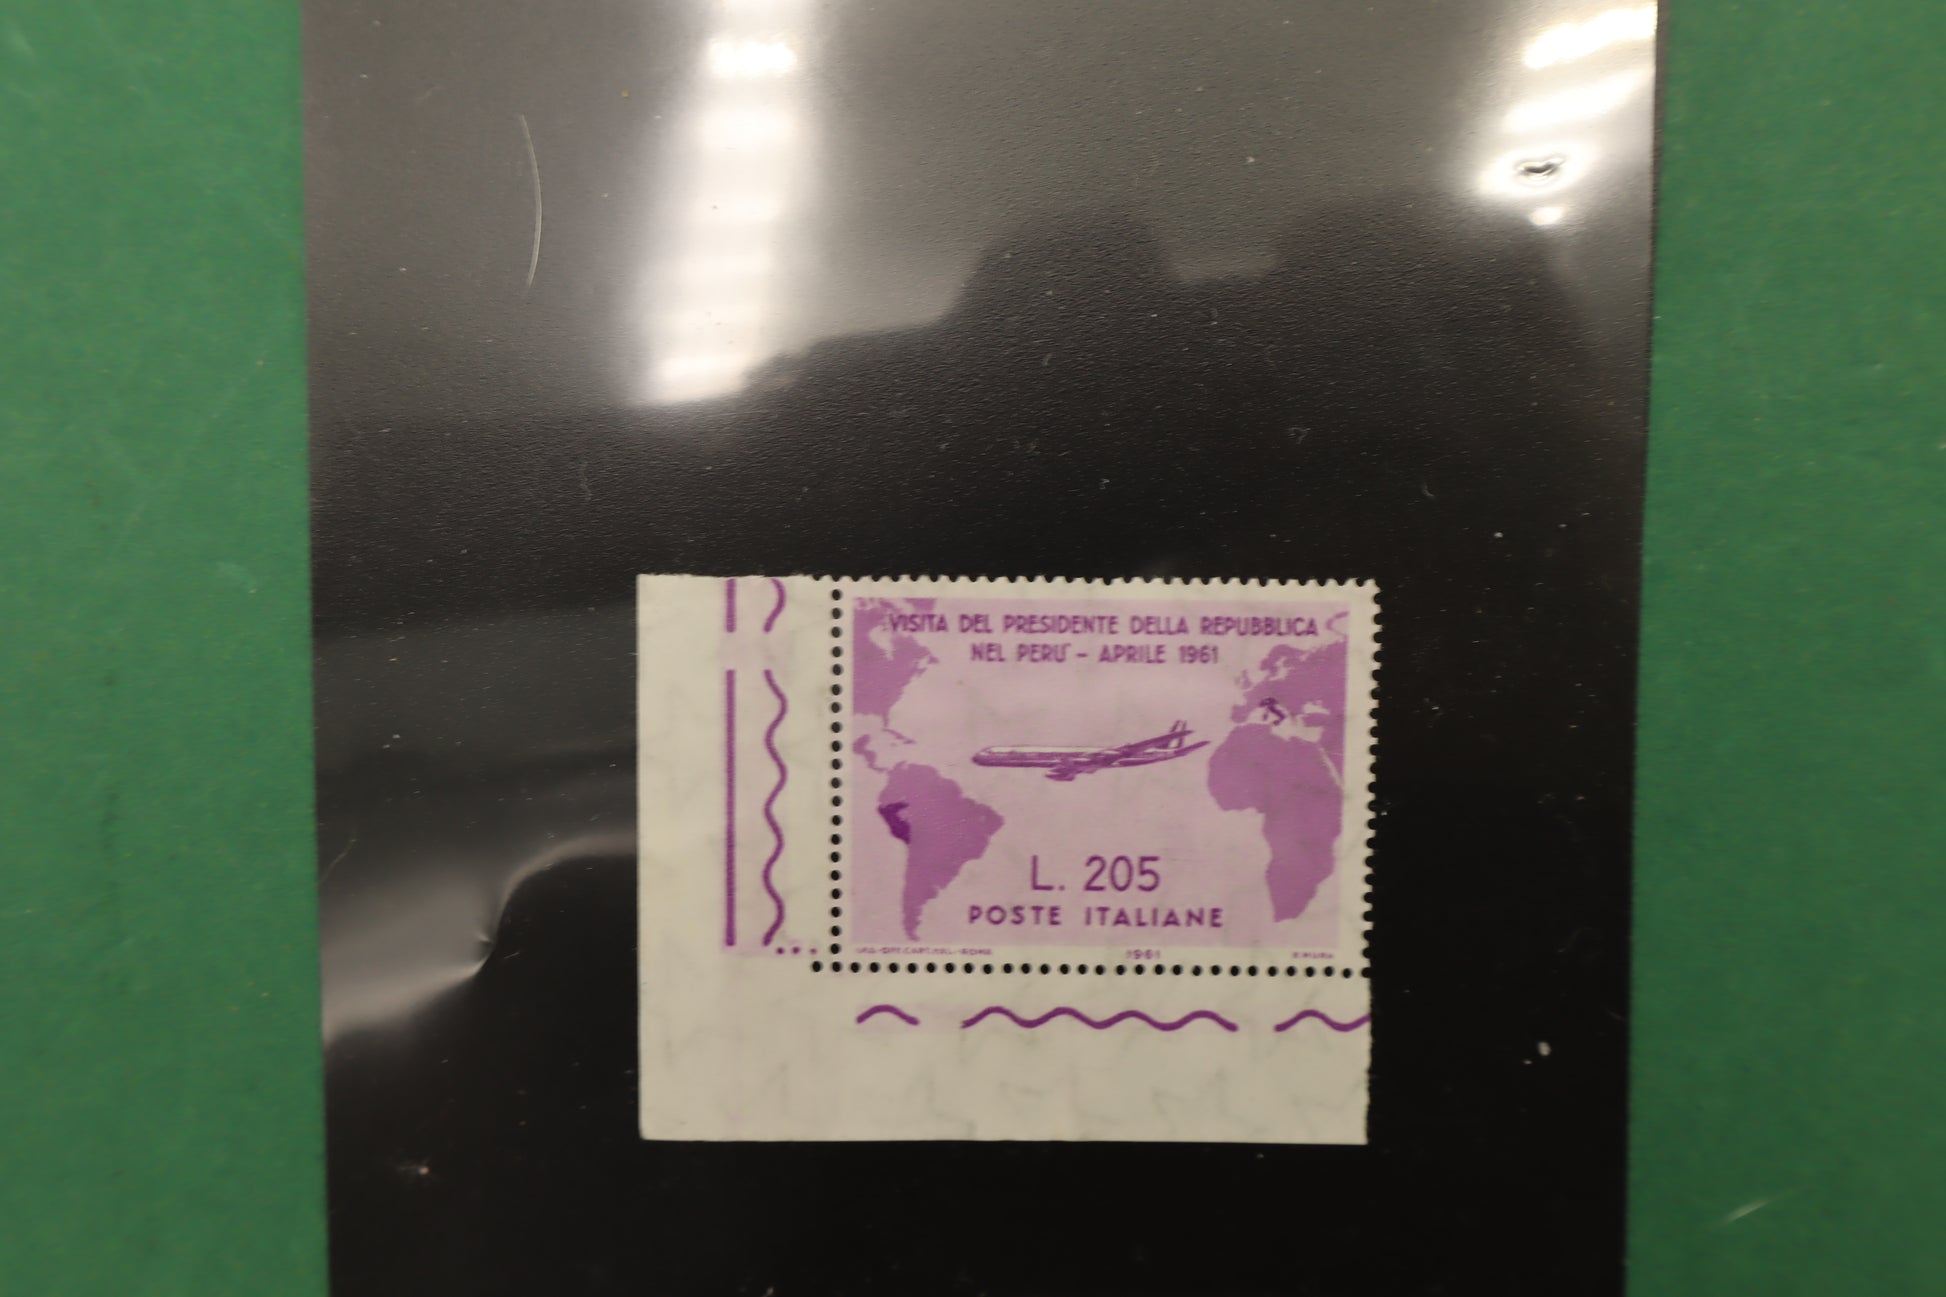 VISITA DEL PRESIDENTE DELLA REPUBBLICA
NEL PERU' - APRILE 1961
L. 205
POSTE ITALIANE
1961